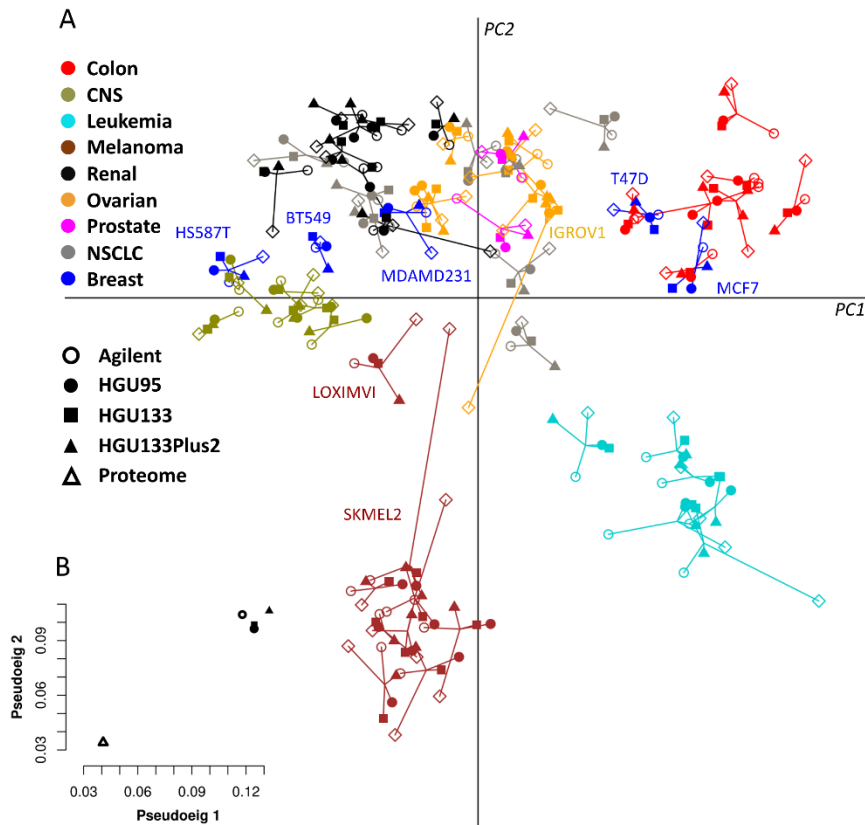 A
PC2
Colon
CNS
Leukemia
Melanoma
Renal
Ovarian
Prostate
NSCLC
Breast
T47D
HS587T
BT549
IGROV1
MDAMD231
MCF7
PC1
Agilent
HGU95
HGU133
HGU133Plus2
Proteome
LOXIMVI
SKMEL2
B
Pseudoeig 2
0.09
0.06
0.03
0.03 0.06 0.09 0.12
Pseudoeig 1